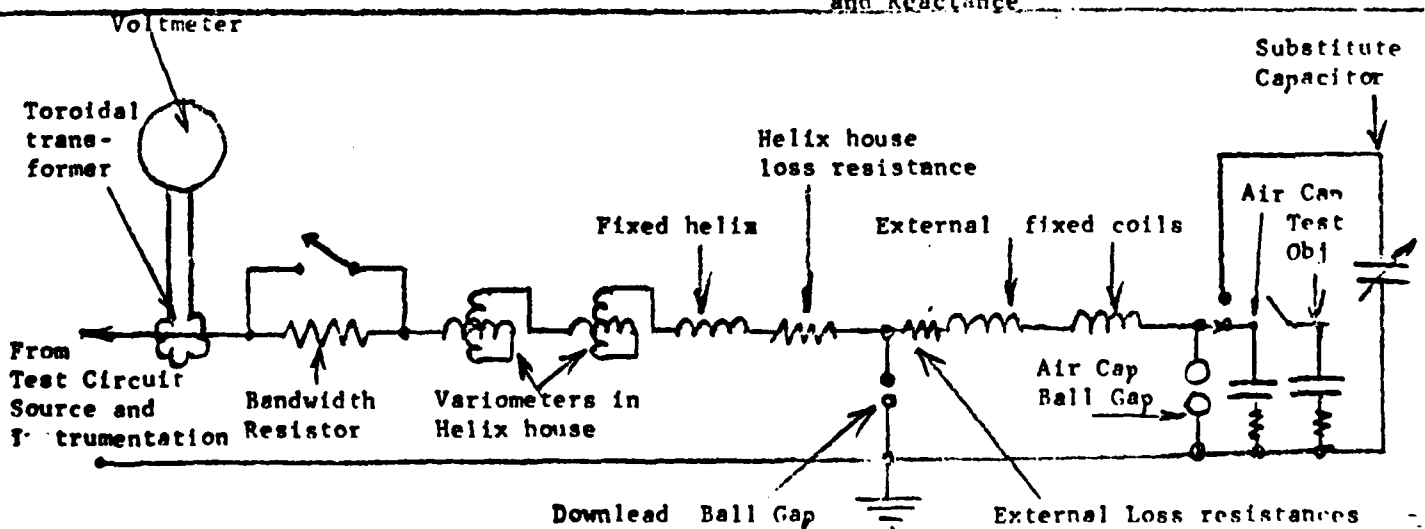 and Reactance
Voltmeter
Substitute
Capacitor
Toroidal
trans-
former
Helix house
loss resistance
Air Cap
Test
Obj
Fixed helix
External fixed coils
From
Test Circuit
Source and
Bandwidth
Resistor
Variometers in
Helix house
Air Cap
Ball Gap
Downlead Ball Gap
External Loss resistances